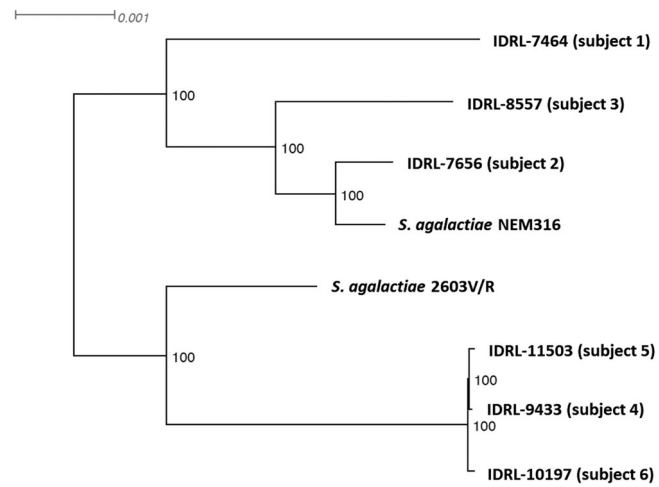 0.001
IDRL-7464 (subject 1)
100
IDRL-8557 (subject 3)
100
IDRL-7656 (subject 2)
100
S. agalactiae NEM316
S. agalactiae 2603V/R
100
IDRL-11503 (subject 5)
100
IDRL-9433 (subject 4)
100
IDRL-10197 (subject 6)